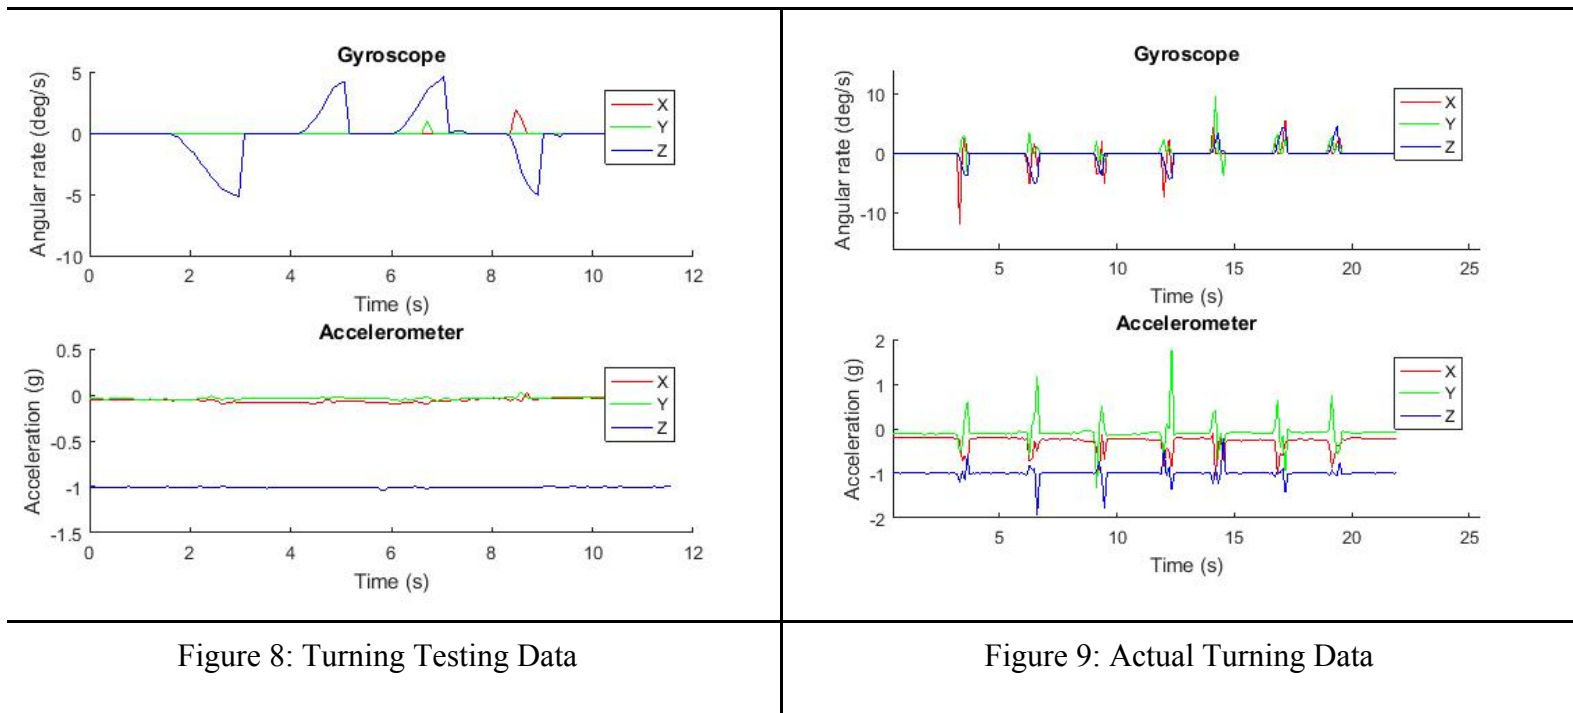 Gyroscope
Angular rate (deg/s)
5
0
-5
-10
0 2 4 6 8 10 12
Time (s)
X
Y
Z
Accelerometer
Acceleration (g)
0.5
0
-0.5
-1
-1.5
0 2 4 6 8 10 12
Time (s)
X
Y
Z
Figure 8: Turning Testing Data
Gyroscope
Angular rate (deg/s)
10
0
-10
5 10 15 20 25
Time (s)
X
Y
Z
Accelerometer
Acceleration (g)
2
1
0
-1
-2
5 10 15 20 25
Time (s)
X
Y
Z
Figure 9: Actual Turning Data